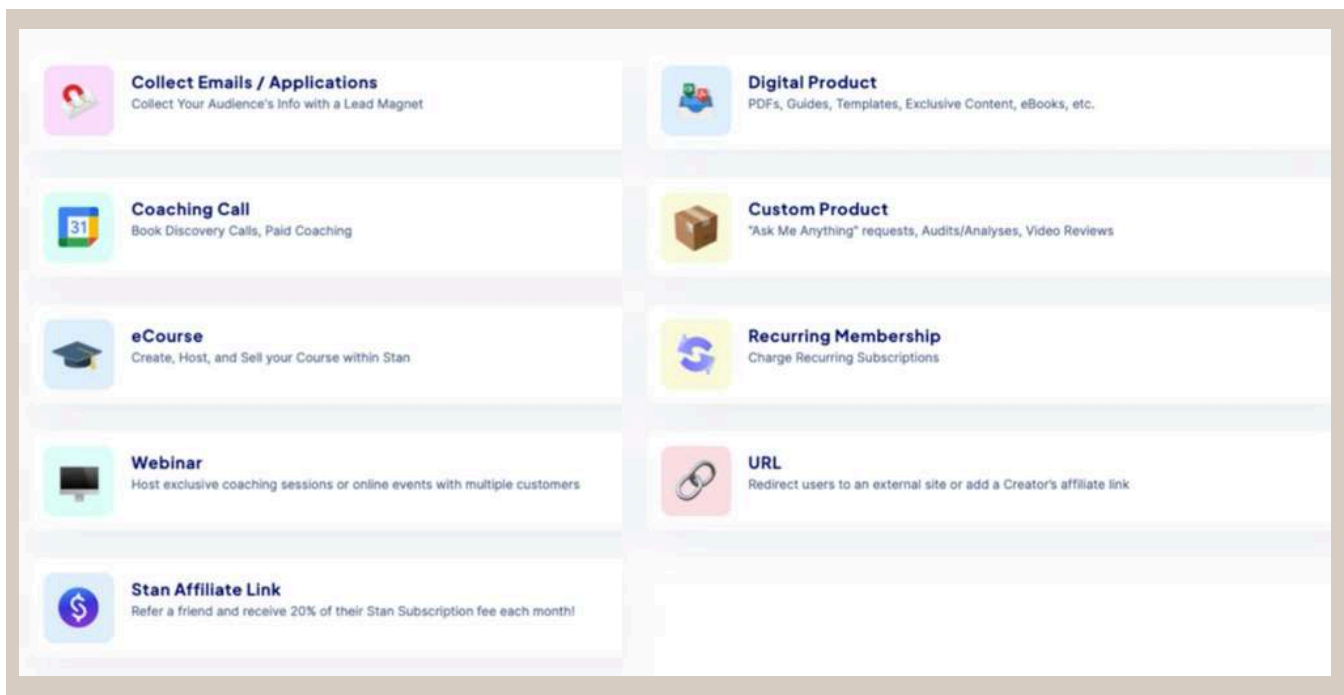 Collect Emails / Applications
Collect Your Audience's Info with a Lead Magnet
Digital Product
PDFs, Guides, Templates, Exclusive Content, eBooks, etc.
31
Coaching Call
Book Discovery Calls, Paid Coaching
Custom Product
"Ask Me Anything" requests, Audits/Analyses, Video Reviews
eCourse
Create, Host, and Sell your Course within Stan
Recurring Membership
Charge Recurring Subscriptions
Webinar
Host exclusive coaching sessions or online events with multiple customers
URL
Redirect users to an external site or add a Creator's affiliate link
$
Stan Affiliate Link
Refer a friend and receive 20% of their Stan Subscription fee each month!